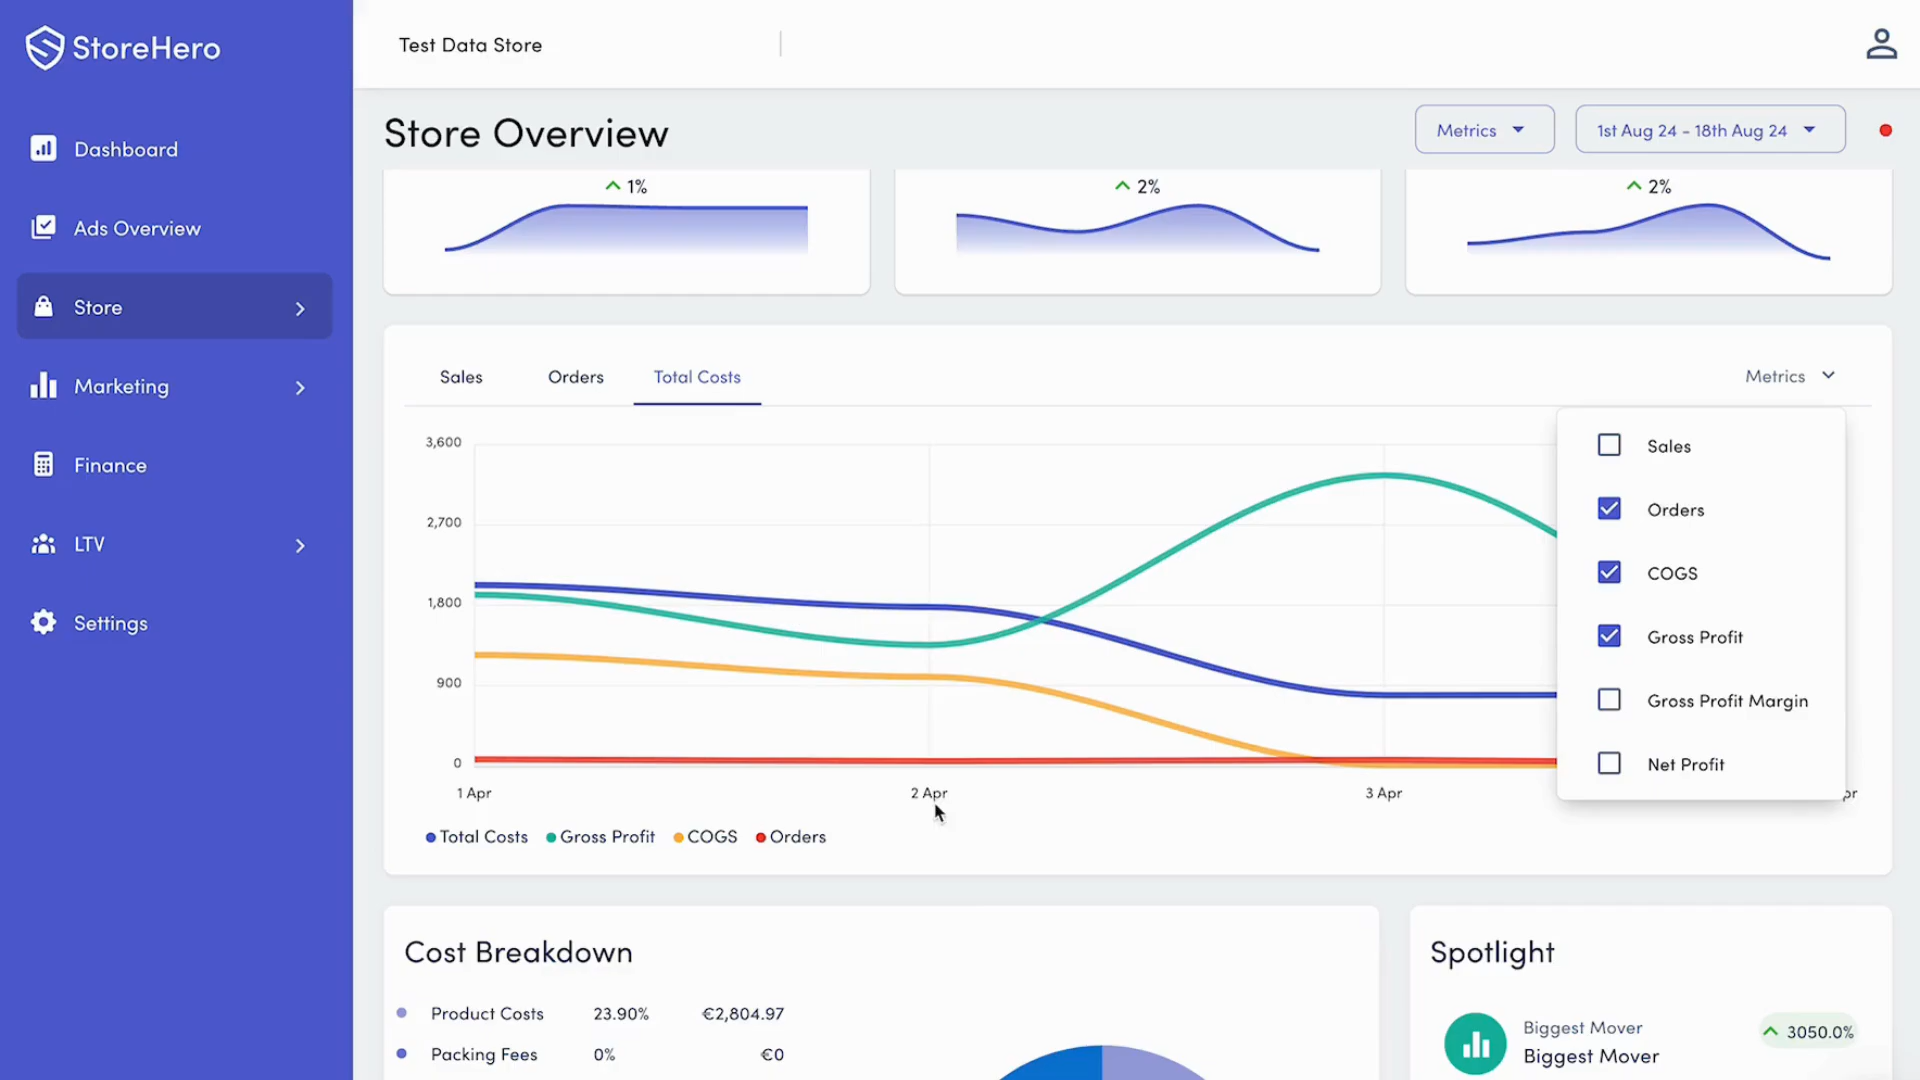 StoreHero
Test Data Store
Dashboard
Ads Overview
Store
Marketing
Finance
LTV
Settings
Store Overview
Metrics
1st Aug 24 - 18th Aug 24
1%
2%
2%
Sales
Orders
Total Costs
Metrics
3,600
2,700
1,800
900
0
1 Apr
2 Apr
3 Apr
pr
Sales
Orders
COGS
Gross Profit
Gross Profit Margin
Net Profit
Total Costs
Gross Profit
COGS
Orders
Cost Breakdown
Product Costs 23.90% €2,804.97
Packing Fees 0% €0
Spotlight
Biggest Mover
Biggest Mover
3050.0%